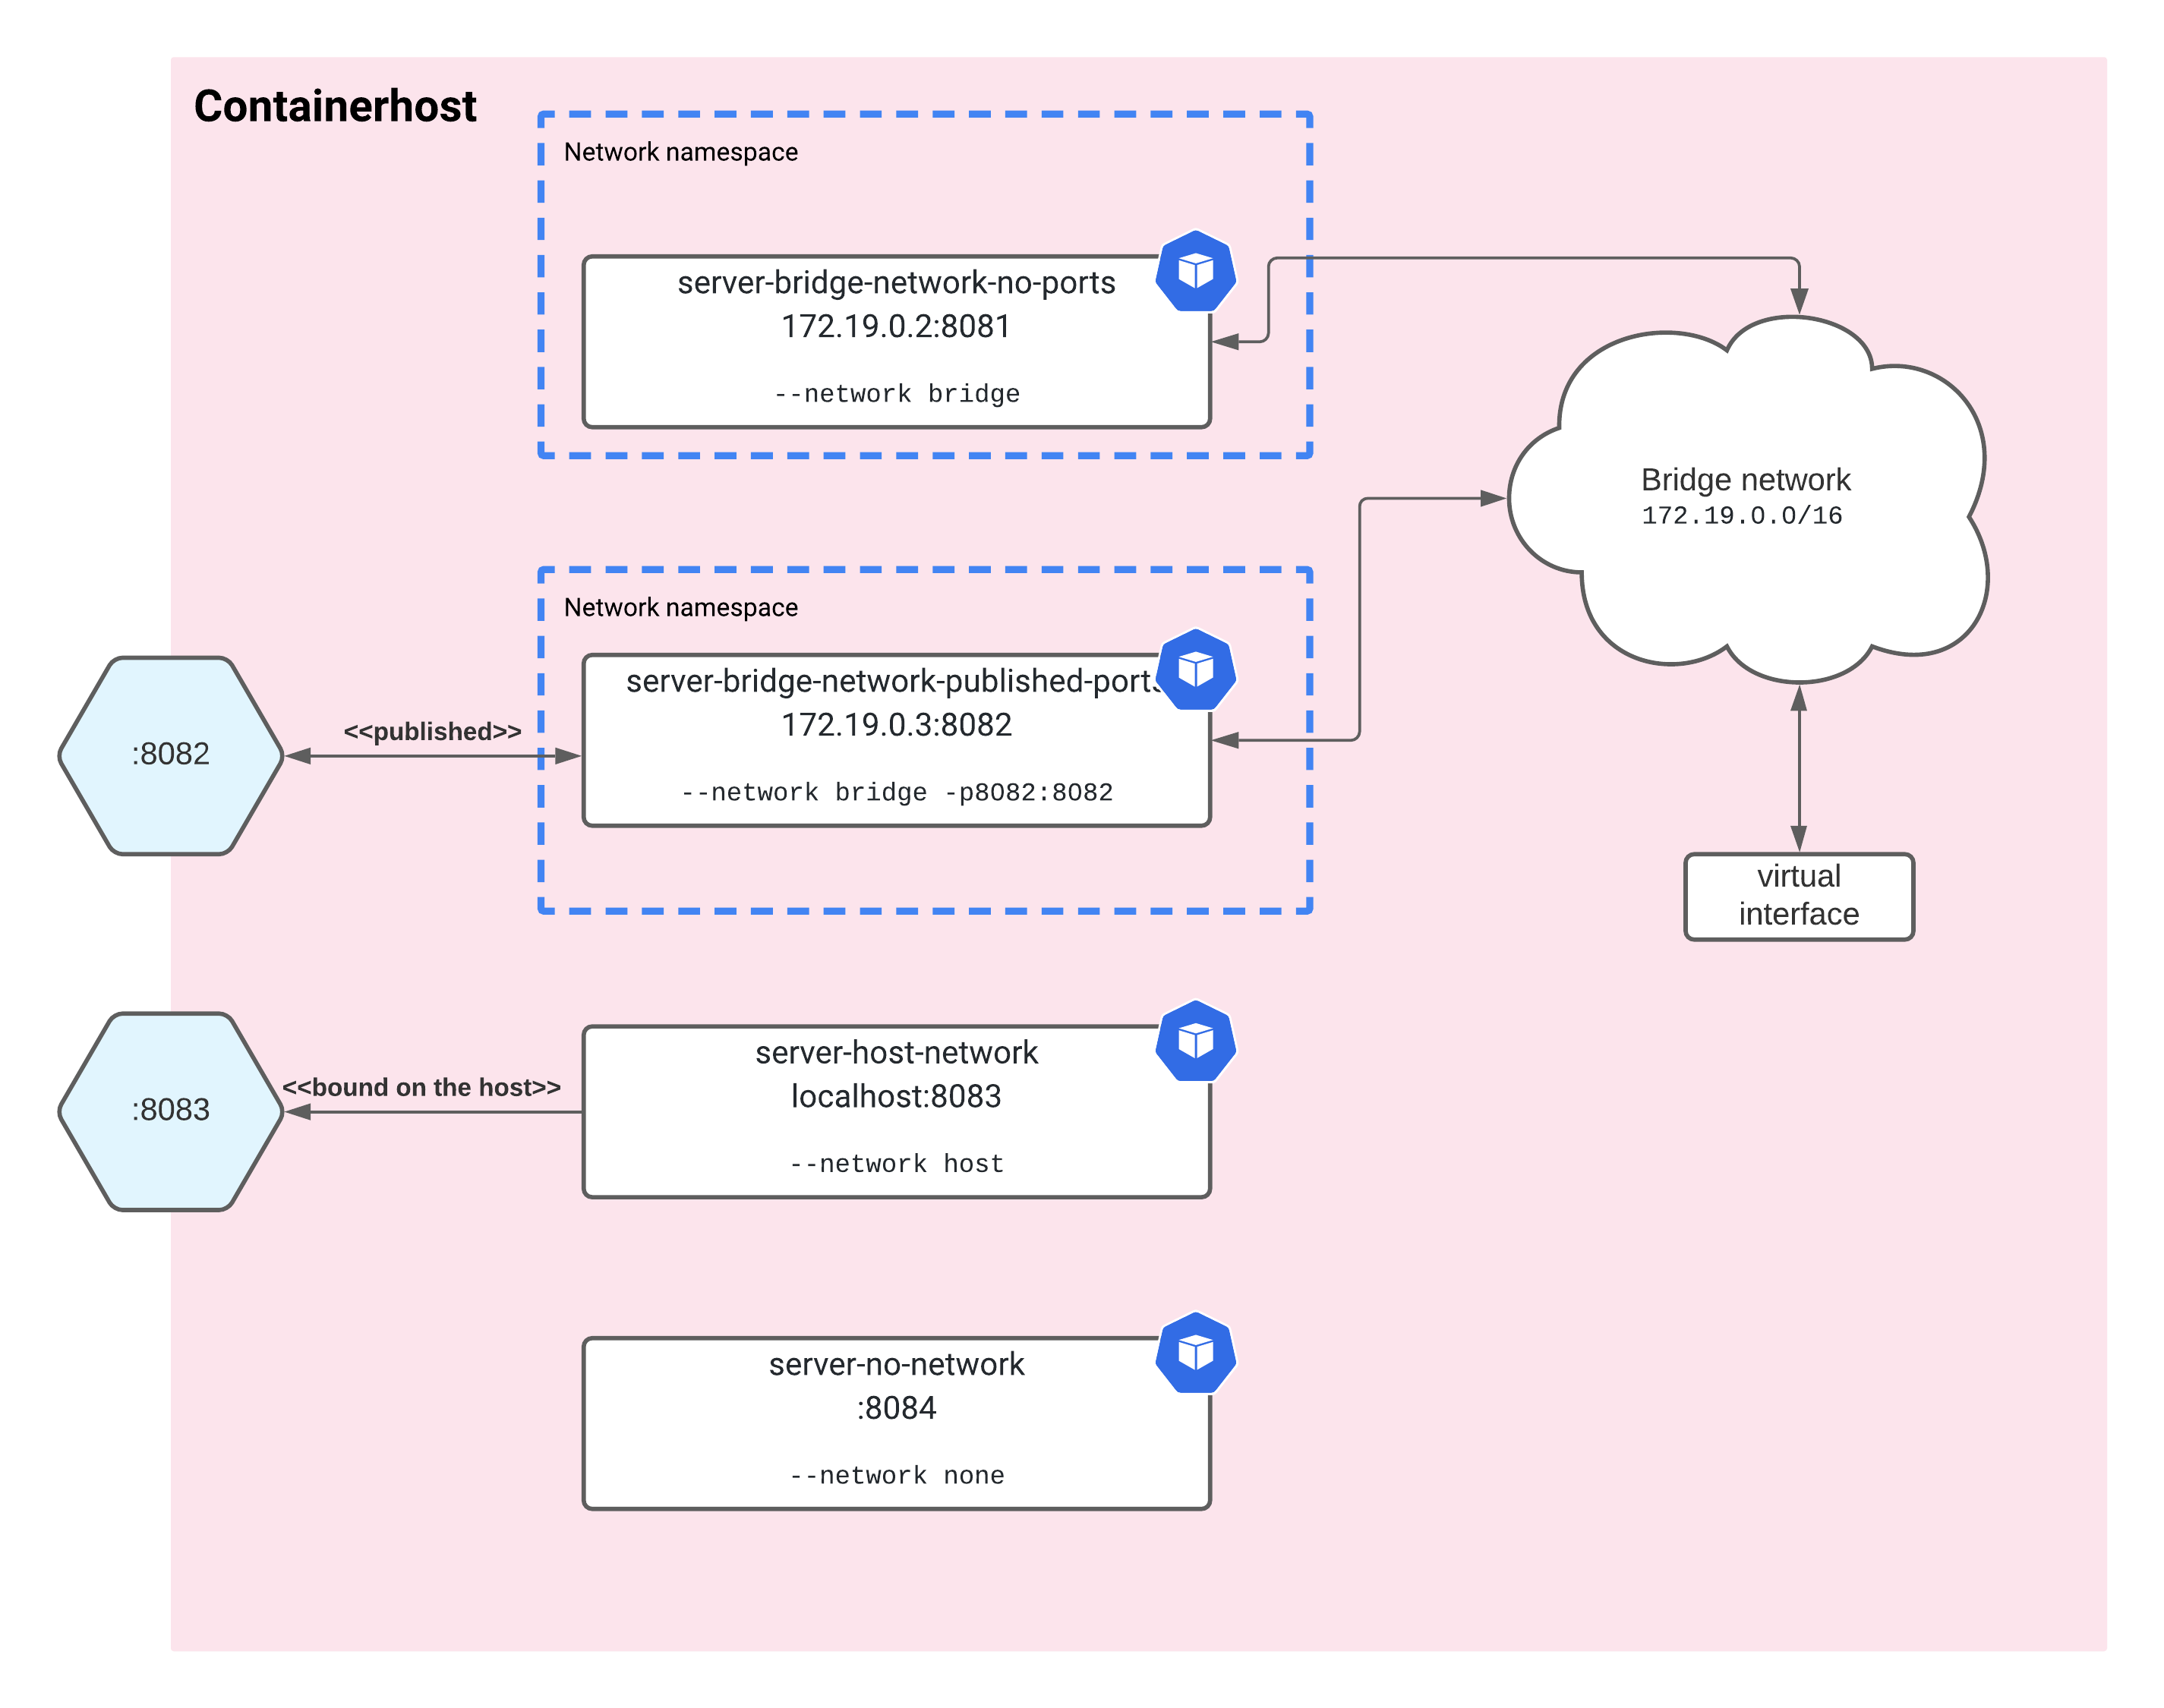 Containerhost
Network namespace
server-bridge-network-no-ports
172.19.0.2:8081
--network bridge
Bridge network
172.19.0.0/16
Network namespace
server-bridge-network-published-ports
172.19.0.3:8082
--network bridge -p8082:8082
<<published>>
:8082
virtual
interface
server-host-network
localhost:8083
--network host
<<bound on the host>>
:8083
server-no-network
:8084
--network none